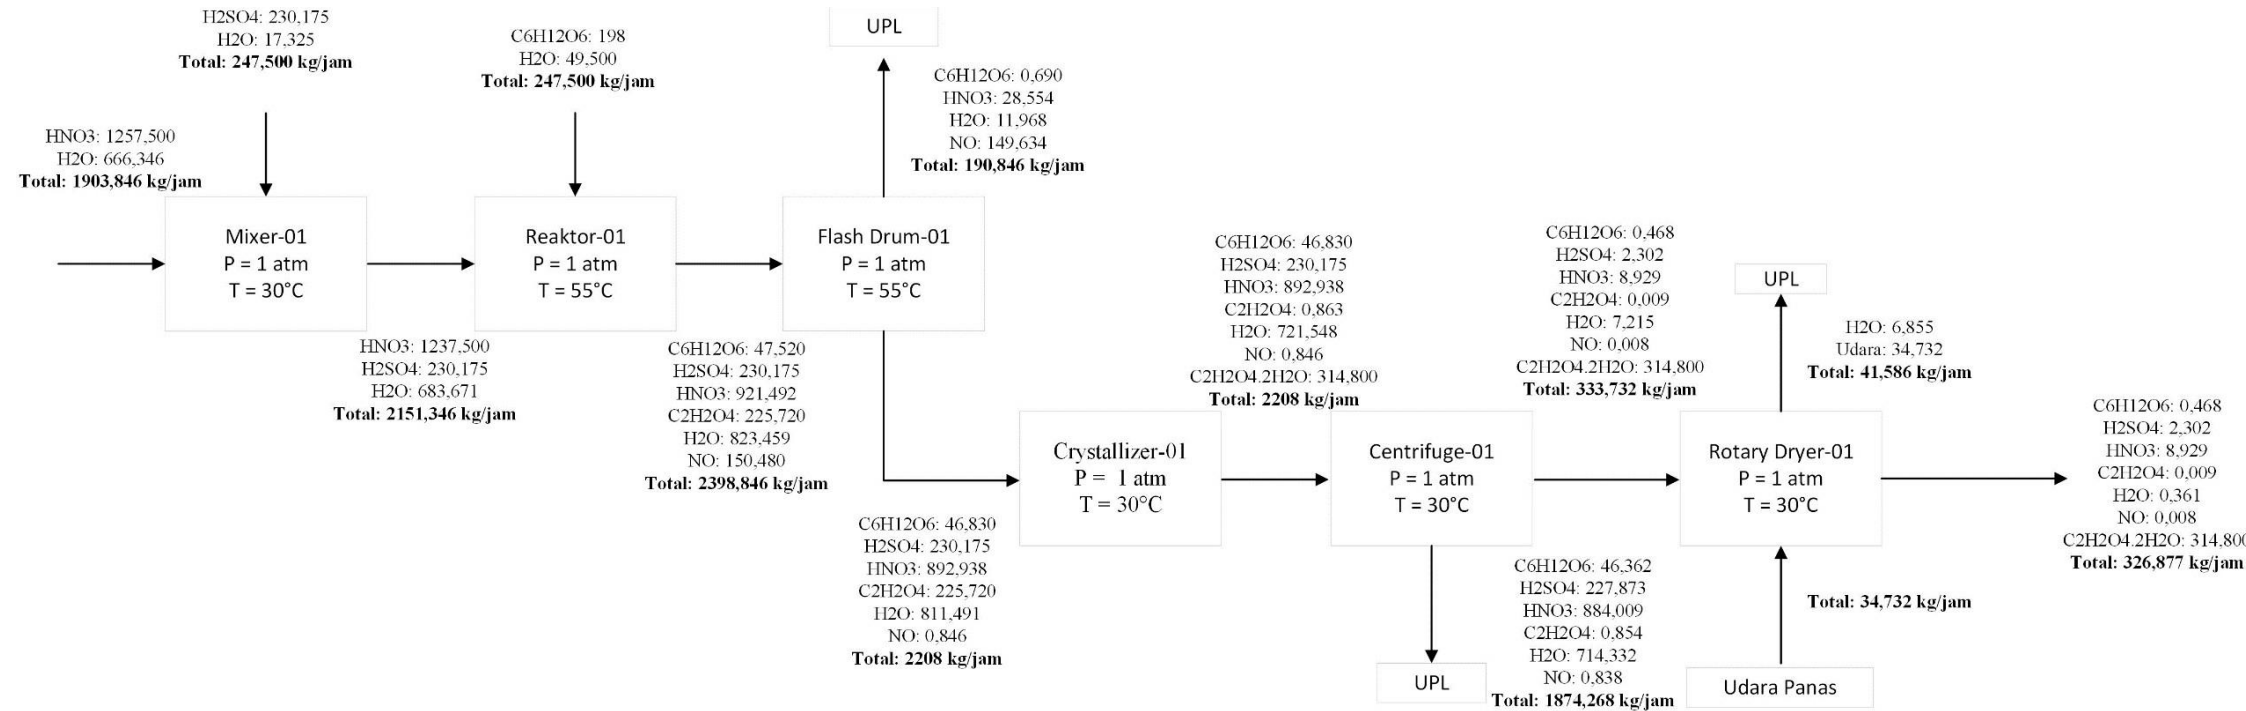 H2SO4: 230,175
H2O: 17,325
Total: 247,500 kg/jam
C6H12O6: 198
H2O: 49,500
Total: 247,500 kg/jam
UPL
C6H12O6: 0,690
HNO3: 28,554
H2O: 11,968
NO: 149,634
Total: 190,846 kg/jam
HNO3: 1257,500
H2O: 666,346
Total: 1903,846 kg/jam
Mixer-01
P = 1 atm
T = 30°C
Reaktor-01
P = 1 atm
T = 55°C
Flash Drum-01
P = 1 atm
T = 55°C
HNO3: 1237,500
H2SO4: 230,175
H2O: 683,671
Total: 2151,346 kg/jam
C6H12O6: 47,520
H2SO4: 230,175
HNO3: 921,492
C2H2O4: 225,720
H2O: 823,459
NO: 150,480
Total: 2398,846 kg/jam
C6H12O6: 46,830
H2SO4: 230,175
HNO3: 892,938
C2H2O4: 225,720
H2O: 811,491
NO: 0,846
Total: 2208 kg/jam
Crystallizer-01
P = 1 atm
T = 30°C
C6H12O6: 46,830
H2SO4: 230,175
HNO3: 892,938
C2H2O4: 0,863
H2O: 721,548
NO: 0,846
C2H2O4.2H2O: 314,800
Total: 2208 kg/jam
Centrifuge-01
P = 1 atm
T = 30°C
C6H12O6: 46,362
H2SO4: 227,873
HNO3: 884,009
C2H2O4: 0,854
H2O: 714,332
NO: 0,838
Total: 1874,268 kg/jam
UPL
C6H12O6: 0,468
H2SO4: 2,302
HNO3: 8,929
C2H2O4: 0,009
H2O: 7,215
NO: 0,008
C2H2O4.2H2O: 314,800
Total: 333,732 kg/jam
UPL
H2O: 6,855
Udara: 34,732
Total: 41,586 kg/jam
Rotary Dryer-01
P = 1 atm
T = 30°C
Total: 34,732 kg/jam
Udara Panas
C6H12O6: 0,468
H2SO4: 2,302
HNO3: 8,929
C2H2O4: 0,009
H2O: 0,361
NO: 0,008
C2H2O4.2H2O: 314,800
Total: 326,877 kg/jam